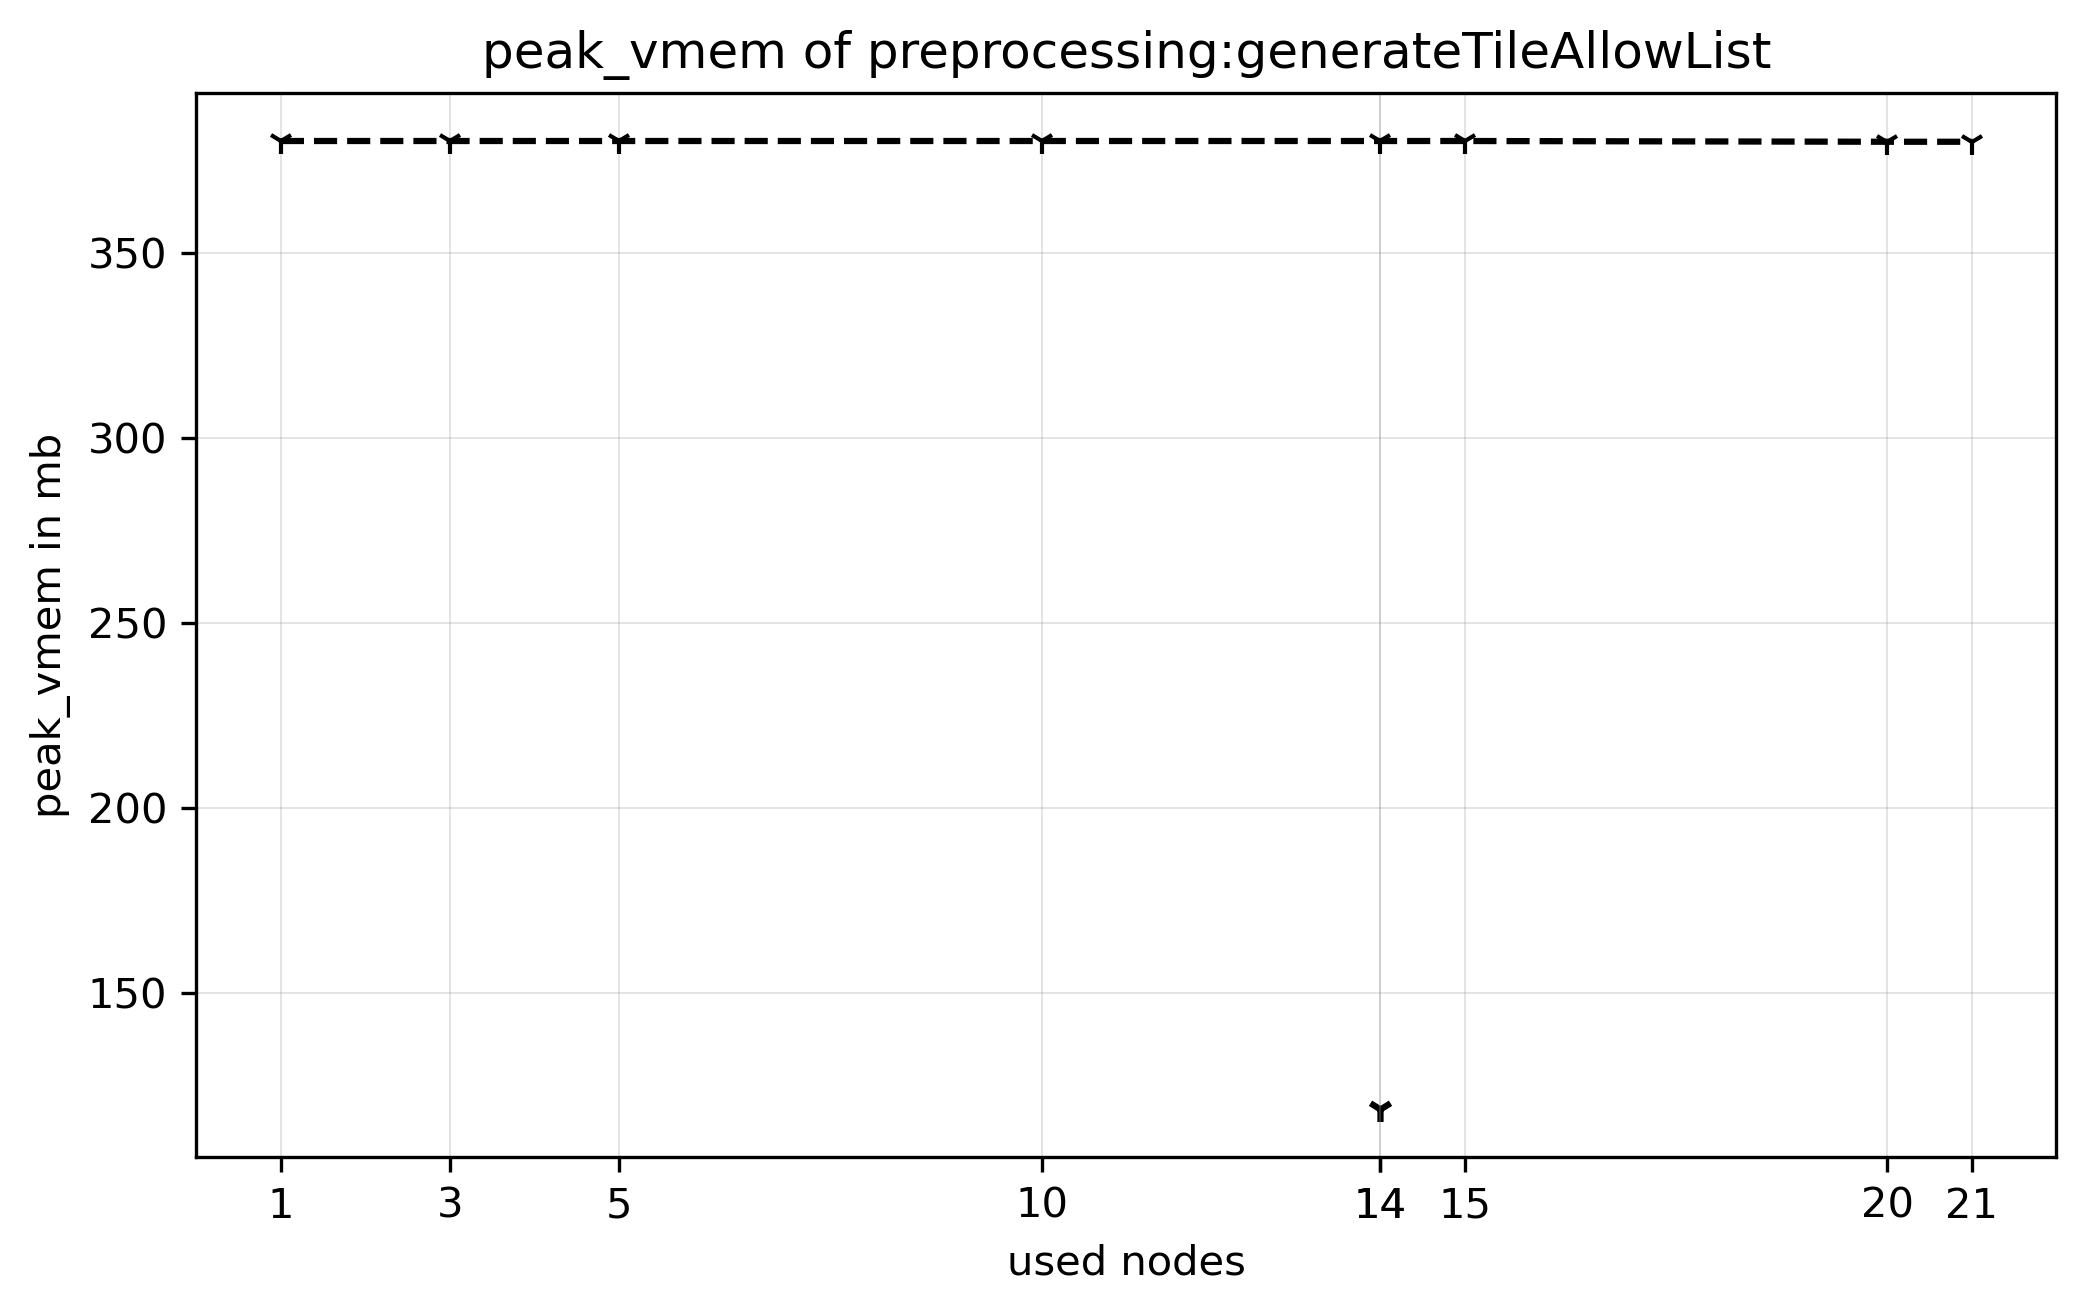 peak_vmem of preprocessing:generateTileAllowList
peak_vmem in mb
350
300
250
200
150
1 3 5 10 14 15 20 21
used nodes